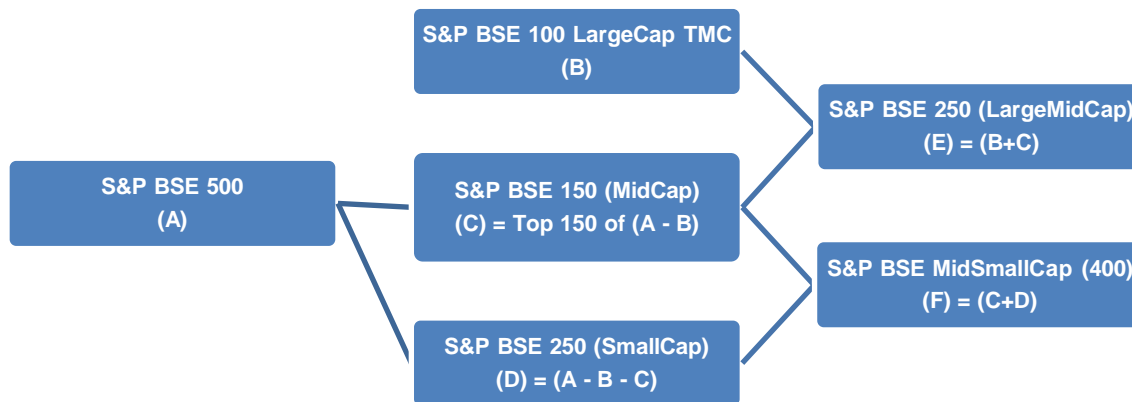 S&P BSE 500
(A)
S&P BSE 100 LargeCap TMC
(B)
S&P BSE 150 (MidCap)
(C) = Top 150 of (A - B)
S&P BSE 250 (SmallCap)
(D) = (A - B - C)
S&P BSE 250 (LargeMidCap)
(E) = (B+C)
S&P BSE MidSmallCap (400)
(F) = (C+D)